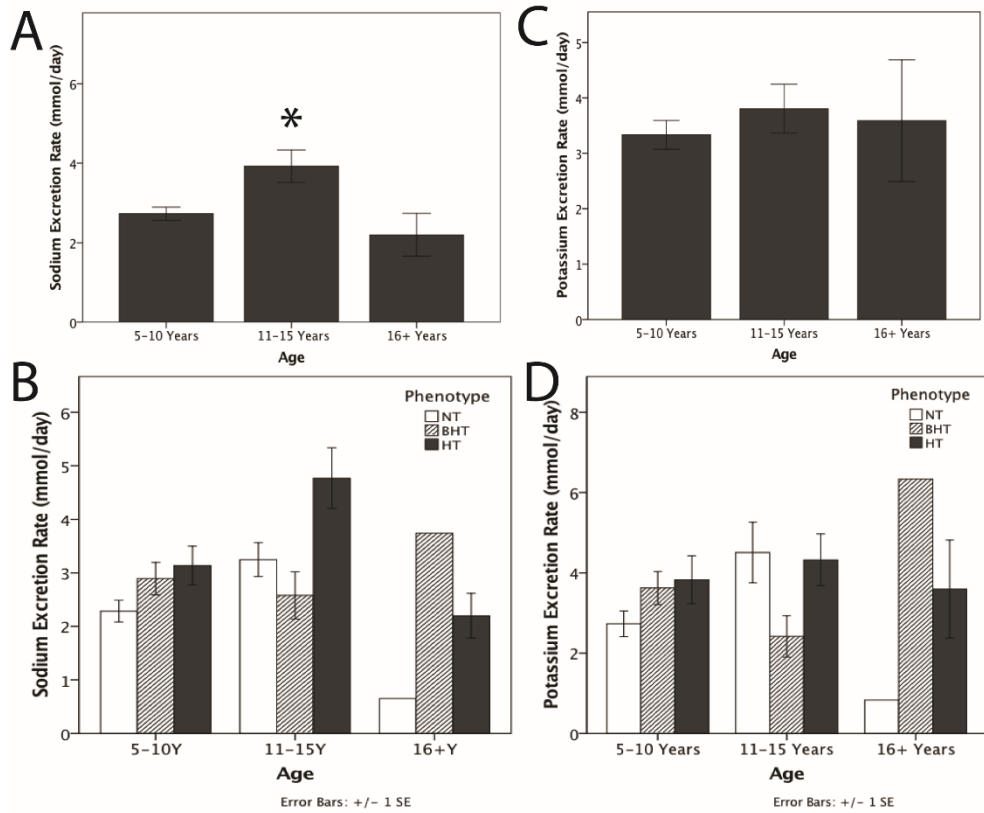 A
Sodium Excretion Rate (mmol/day)
6
4
2
0
*
5-10 Years
11-15 Years
16+ Years
Age
C
Potassium Excretion Rate (mmol/day)
5
4
3
2
1
0
5-10 Years
11-15 Years
16+ Years
Age
B
Sodium Excretion Rate (mmol/day)
6
5
4
3
2
1
0
Phenotype
NT
BHT
HT
5-10Y
11-15Y
16+Y
Age
Error Bars: +/- 1 SE
D
Potassium Excretion Rate (mmol/day)
8
6
4
2
0
Phenotype
NT
BHT
HT
5-10 Years
11-15 Years
16+ Years
Age
Error Bars: +/- 1 SE